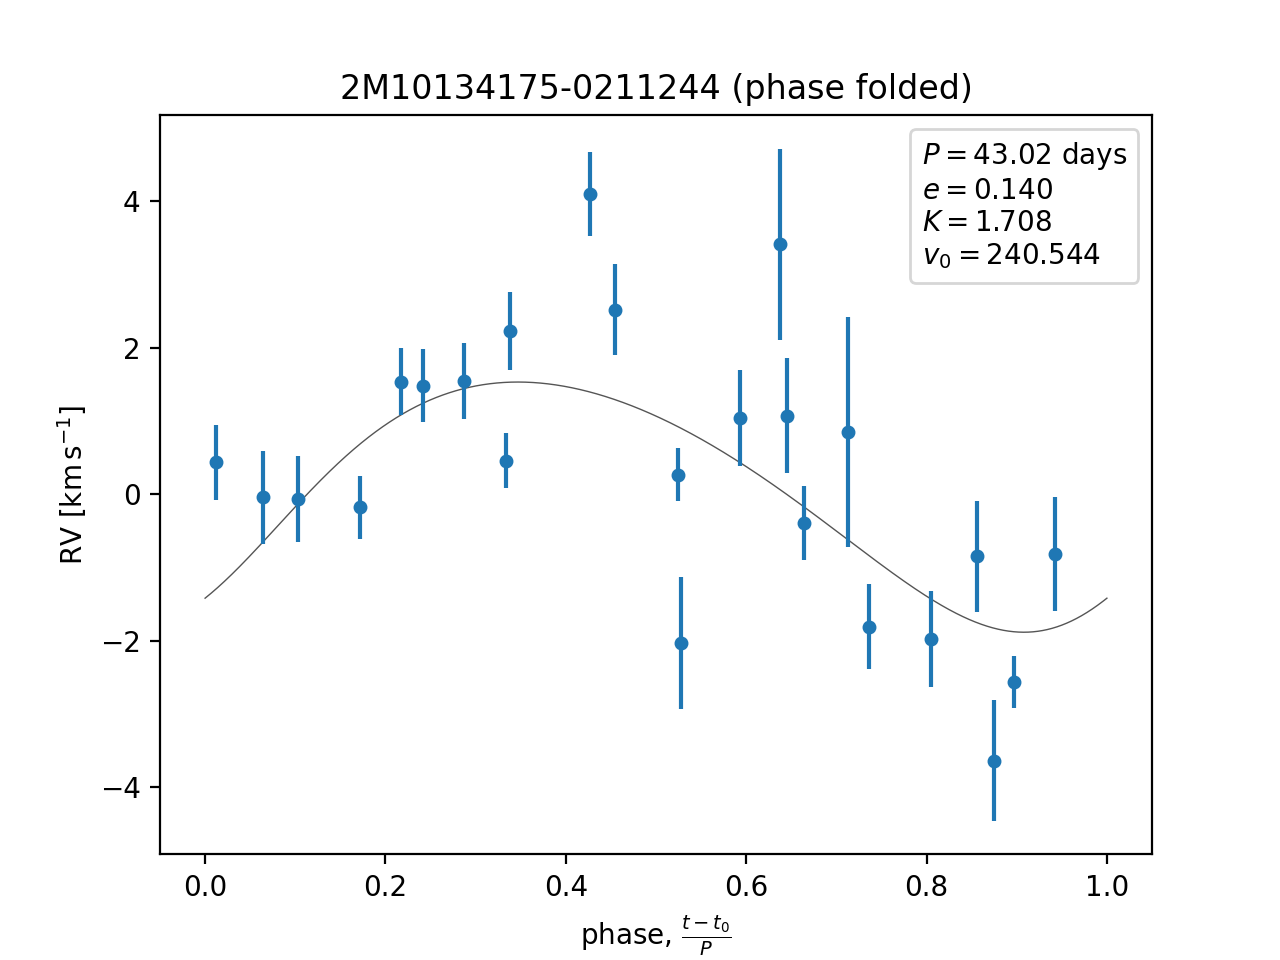 2M10134175-0211244 (phase folded)
P = 43.02 days
e = 0.140
K = 1.708
v₀ = 240.544
RV [km s⁻¹]
4
2
0
−2
−4
0.0 0.2 0.4 0.6 0.8 1.0
phase, (t − t₀)/P